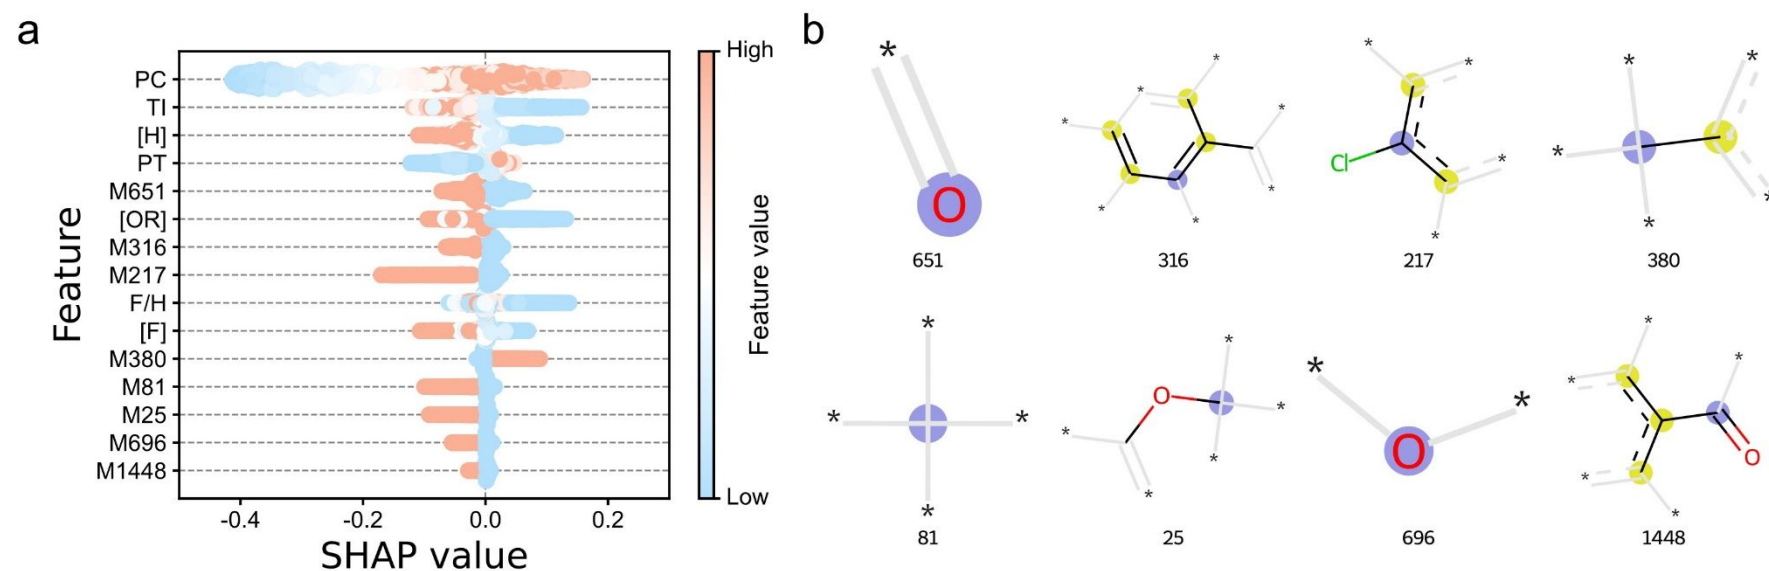 a
Feature
PC
TI
[H]
PT
M651
[OR]
M316
M217
F/H
[F]
M380
M81
M25
M696
M1448
-0.4
-0.2
0.0
0.2
SHAP value
High
Feature value
Low
b
*
O
651
*
*
*
*
*
*
*
316
*
*
Cl
*
*
217
*
*
*
*
*
380
*
*
*
*
81
*
O
*
*
*
*
25
*
*
O
696
*
*
*
O
*
*
1448